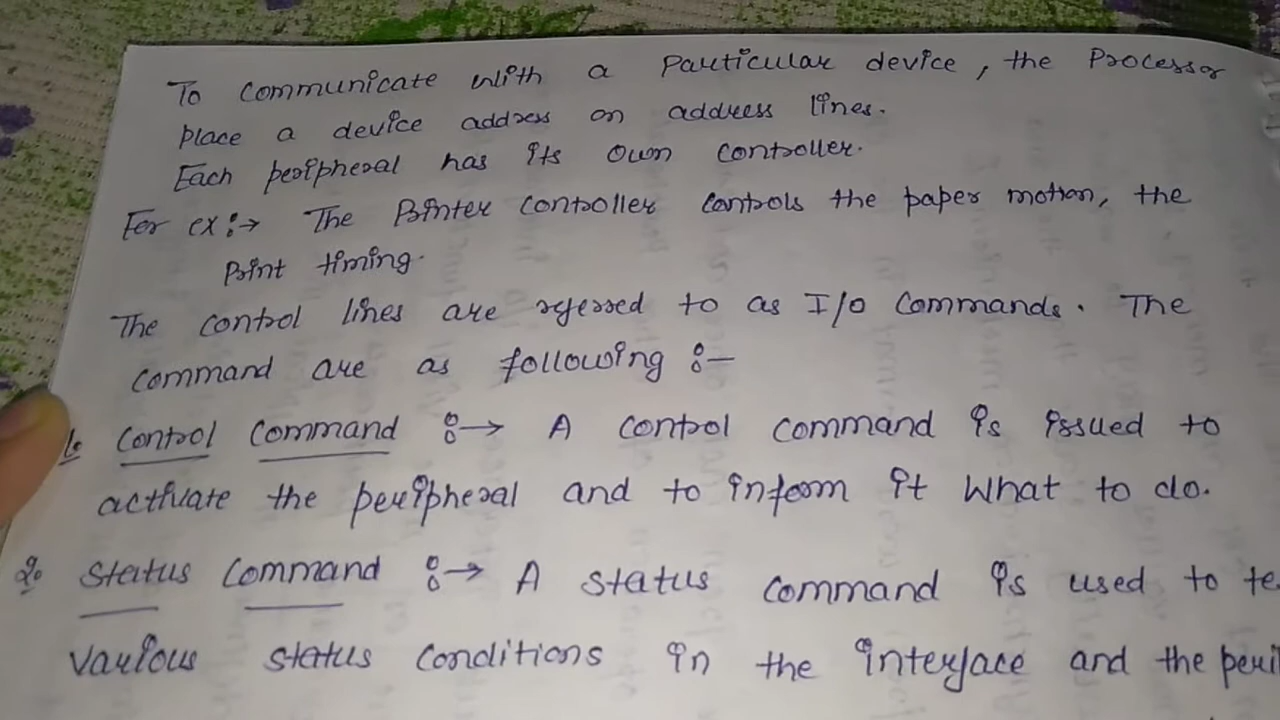 To communicate with a particular device, the Processor
place a device address on address lines.
Each peripheral has its own controller.
For ex:→ The Printer controller controls the paper motion, the
Print timing.
The control lines are referred to as I/O commands. The
command are as following :-
1. Control Command :→ A control command is issued to
activate the peripheral and to inform it what to do.
2. Status Command :→ A status command is used to te
various status conditions in the interface and the peri